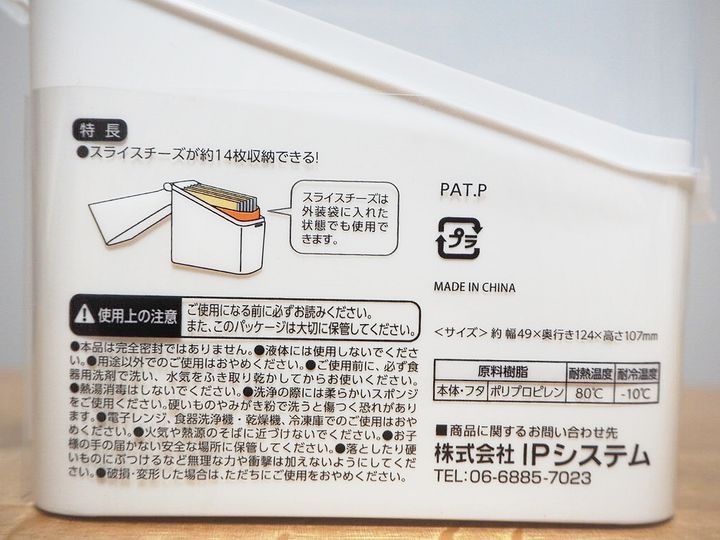 特長
●スライスチーズが約14枚収納できる!
スライスチーズは
外装袋に入れた
状態でも使用で
きます。
PAT.P
プラ
MADE IN CHINA
使用上の注意
ご使用になる前に必ずお読みください。
また、このパッケージは大切に保管してください。
●本品は完全密封ではありません。●液体には使用しないでくださ
い。●用途以外でのご使用はおやめください。●ご使用前に、必ず食
器用洗剤で洗い、水気をふき取り乾かしてからお使いください。
●熱湯消毒はしないでください。●洗浄の際には柔らかいスポンジ
をご使用ください。硬いものやみがき粉で洗うと傷つく恐れがあり
ます。●電子レンジ、食器洗浄機・乾燥機、冷凍庫でのご使用はおや
めください。●火気や熱源のそばに近づけないでください。●お子
様の手の届かない安全な場所に保管してください。●落としたり硬
いものにぶつけるなど無理な力や衝撃は加えないようにしてくだ
さい。●破損・変形した場合は、ただちにご使用をおやめください。
<サイズ> 約 幅49×奥行き124×高さ107mm
原料樹脂 耐熱温度 耐冷温度
本体・フタ ポリプロピレン 80℃ -10℃
■商品に関するお問い合わせ先
株式会社 IPシステム
TEL:06-6885-7023